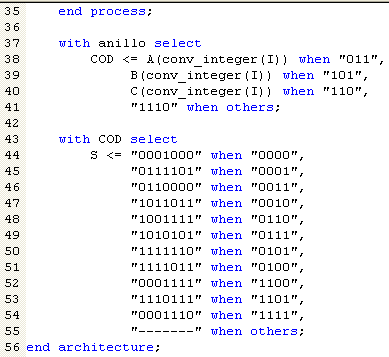 35 end process;
36
37 with anillo select
38 COD <= A(conv_integer(I)) when "011",
39 B(conv_integer(I)) when "101",
40 C(conv_integer(I)) when "110",
41 "1110" when others;
42
43 with COD select
44 S <= "0001000" when "0000",
45 "0111101" when "0001",
46 "0110000" when "0011",
47 "1011011" when "0010",
48 "1001111" when "0110",
49 "1010101" when "0111",
50 "1111110" when "0101",
51 "1111011" when "0100",
52 "0001111" when "1100",
53 "1110111" when "1101",
54 "0001110" when "1111",
55 "-------" when others;
56 end architecture;